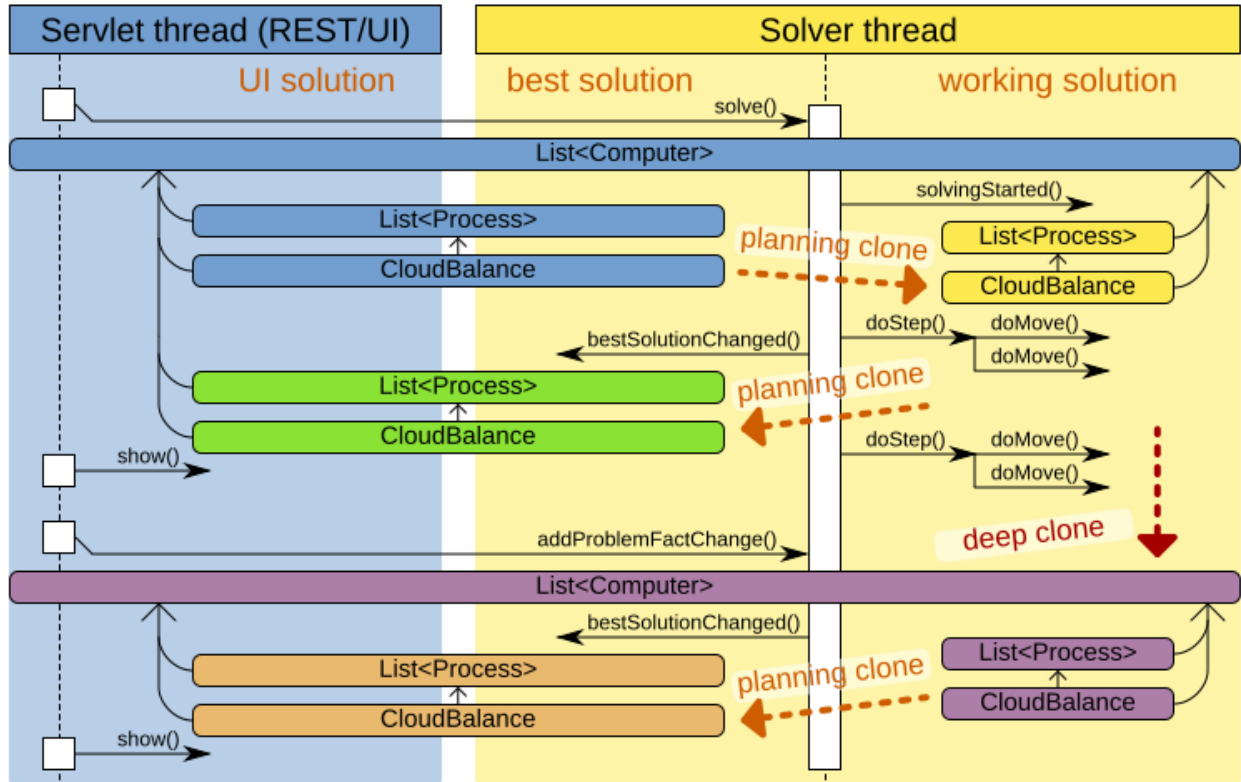 Servlet thread (REST/UI)
Solver thread
UI solution
best solution
working solution
solve()
List<Computer>
solvingStarted()
List<Process>
List<Process>
planning clone
CloudBalance
CloudBalance
doStep()
doMove()
bestSolutionChanged()
doMove()
List<Process>
planning clone
CloudBalance
doStep()
doMove()
show()
doMove()
addProblemFactChange()
deep clone
List<Computer>
bestSolutionChanged()
List<Process>
List<Process>
planning clone
CloudBalance
CloudBalance
show()